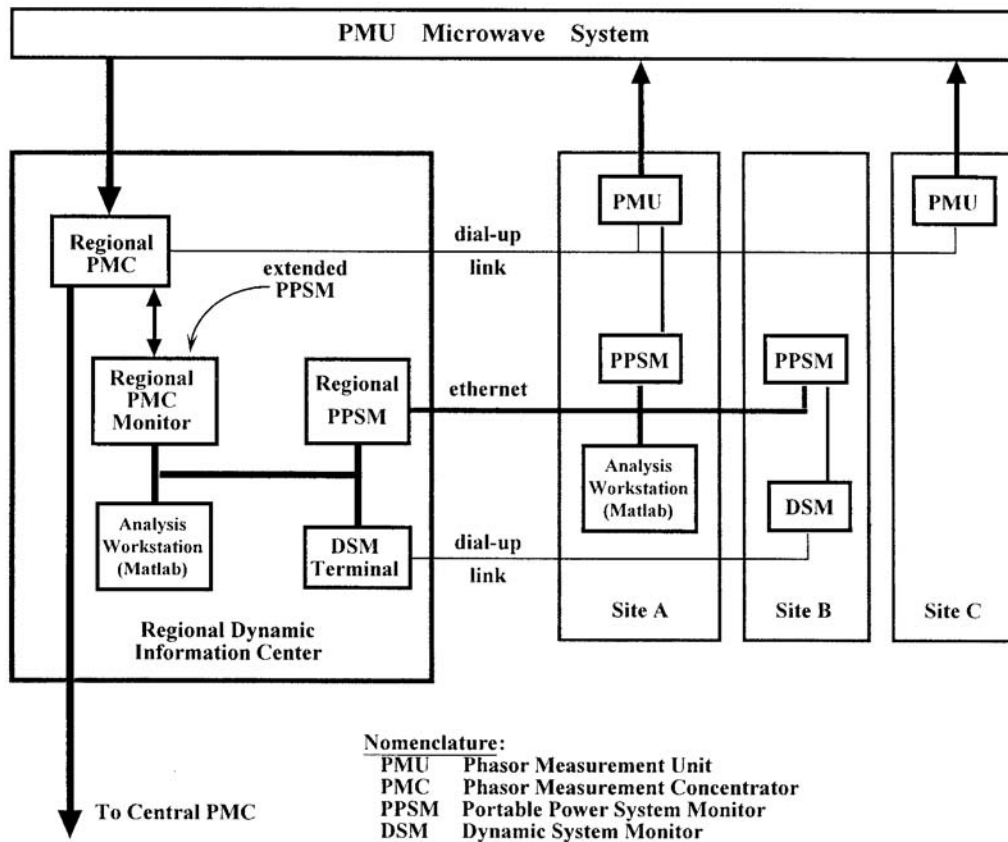 PMU Microwave System
PMU
PMU
Regional
PMC
dial-up
link
extended
PPSM
Regional
PMC
Monitor
Regional
PPSM
ethernet
PPSM
PPSM
Analysis
Workstation
(Matlab)
DSM
Terminal
dial-up
link
Analysis
Workstation
(Matlab)
DSM
Regional Dynamic
Information Center
Site A
Site B
Site C
To Central PMC
Nomenclature:
PMU Phasor Measurement Unit
PMC Phasor Measurement Concentrator
PPSM Portable Power System Monitor
DSM Dynamic System Monitor